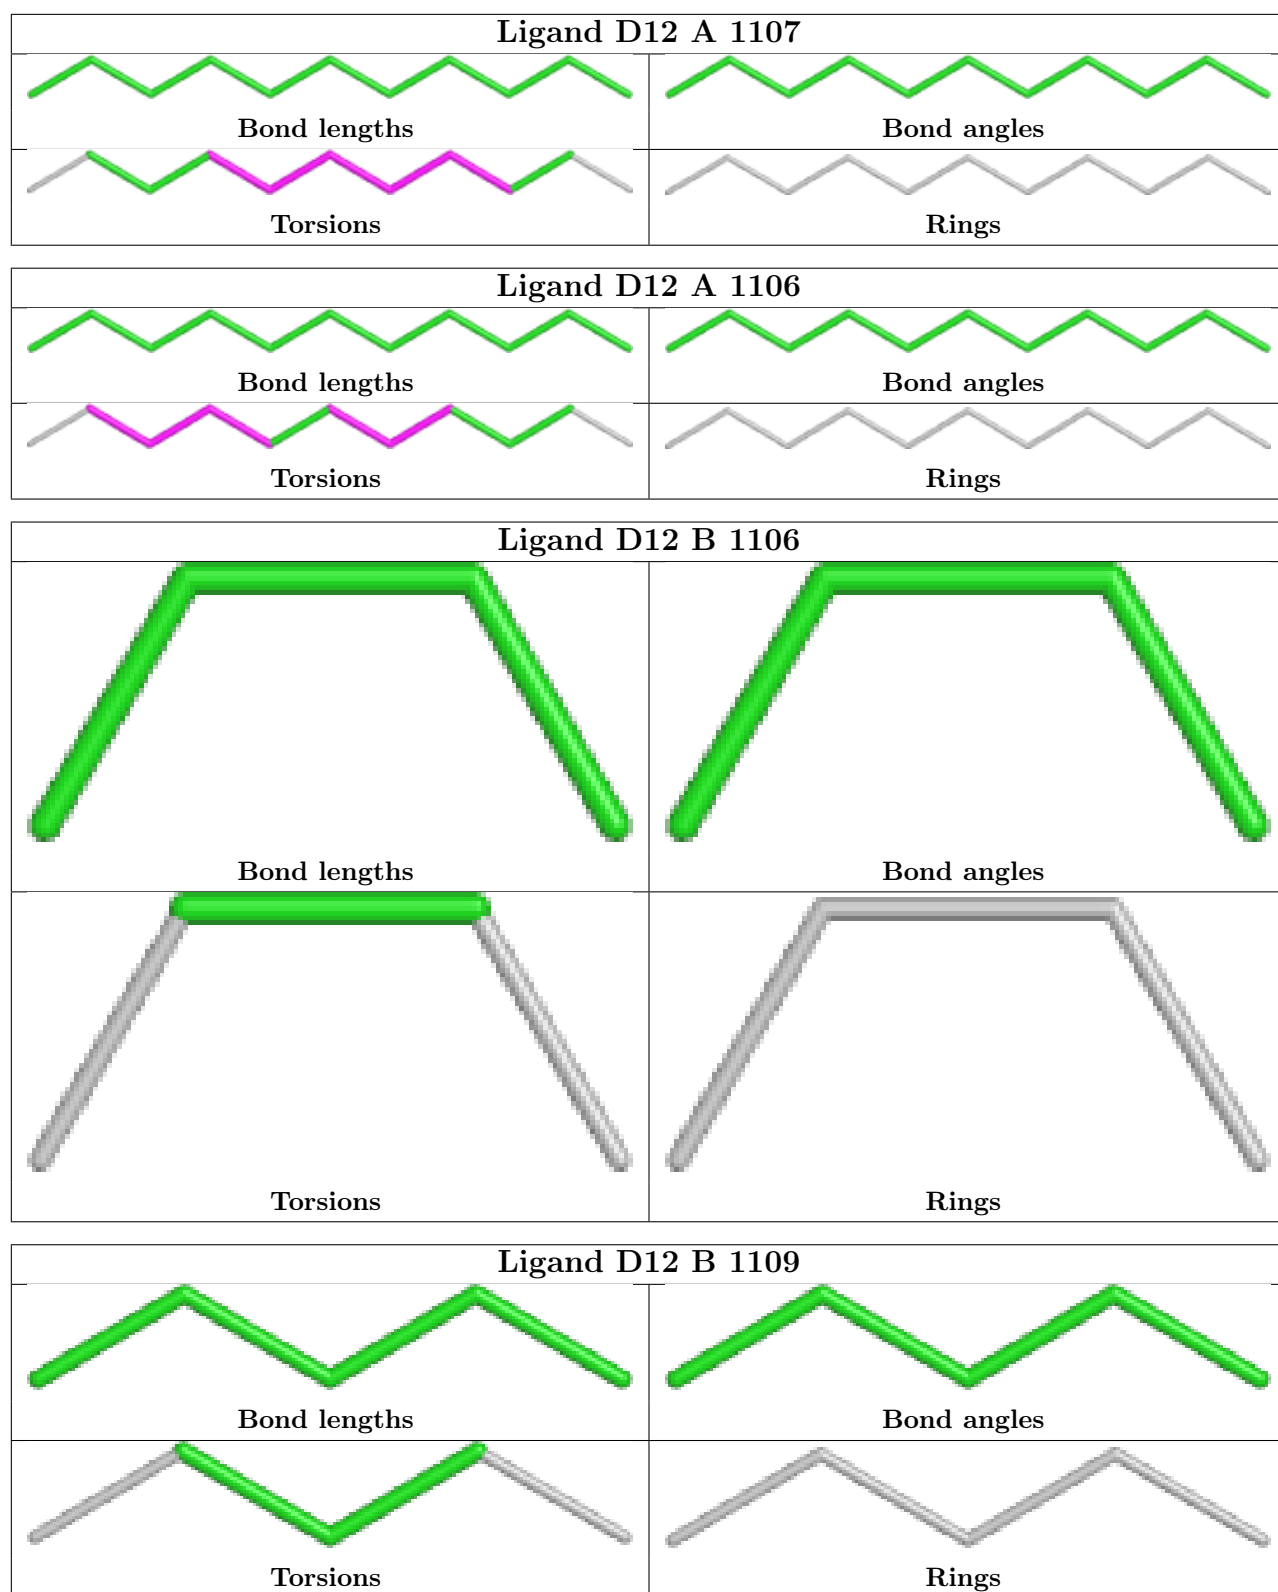 Ligand D12 A 1107
Bond lengths
Bond angles
Torsions
Rings
Ligand D12 A 1106
Bond lengths
Bond angles
Torsions
Rings
Ligand D12 B 1106
Bond lengths
Bond angles
Torsions
Rings
Ligand D12 B 1109
Bond lengths
Bond angles
Torsions
Rings